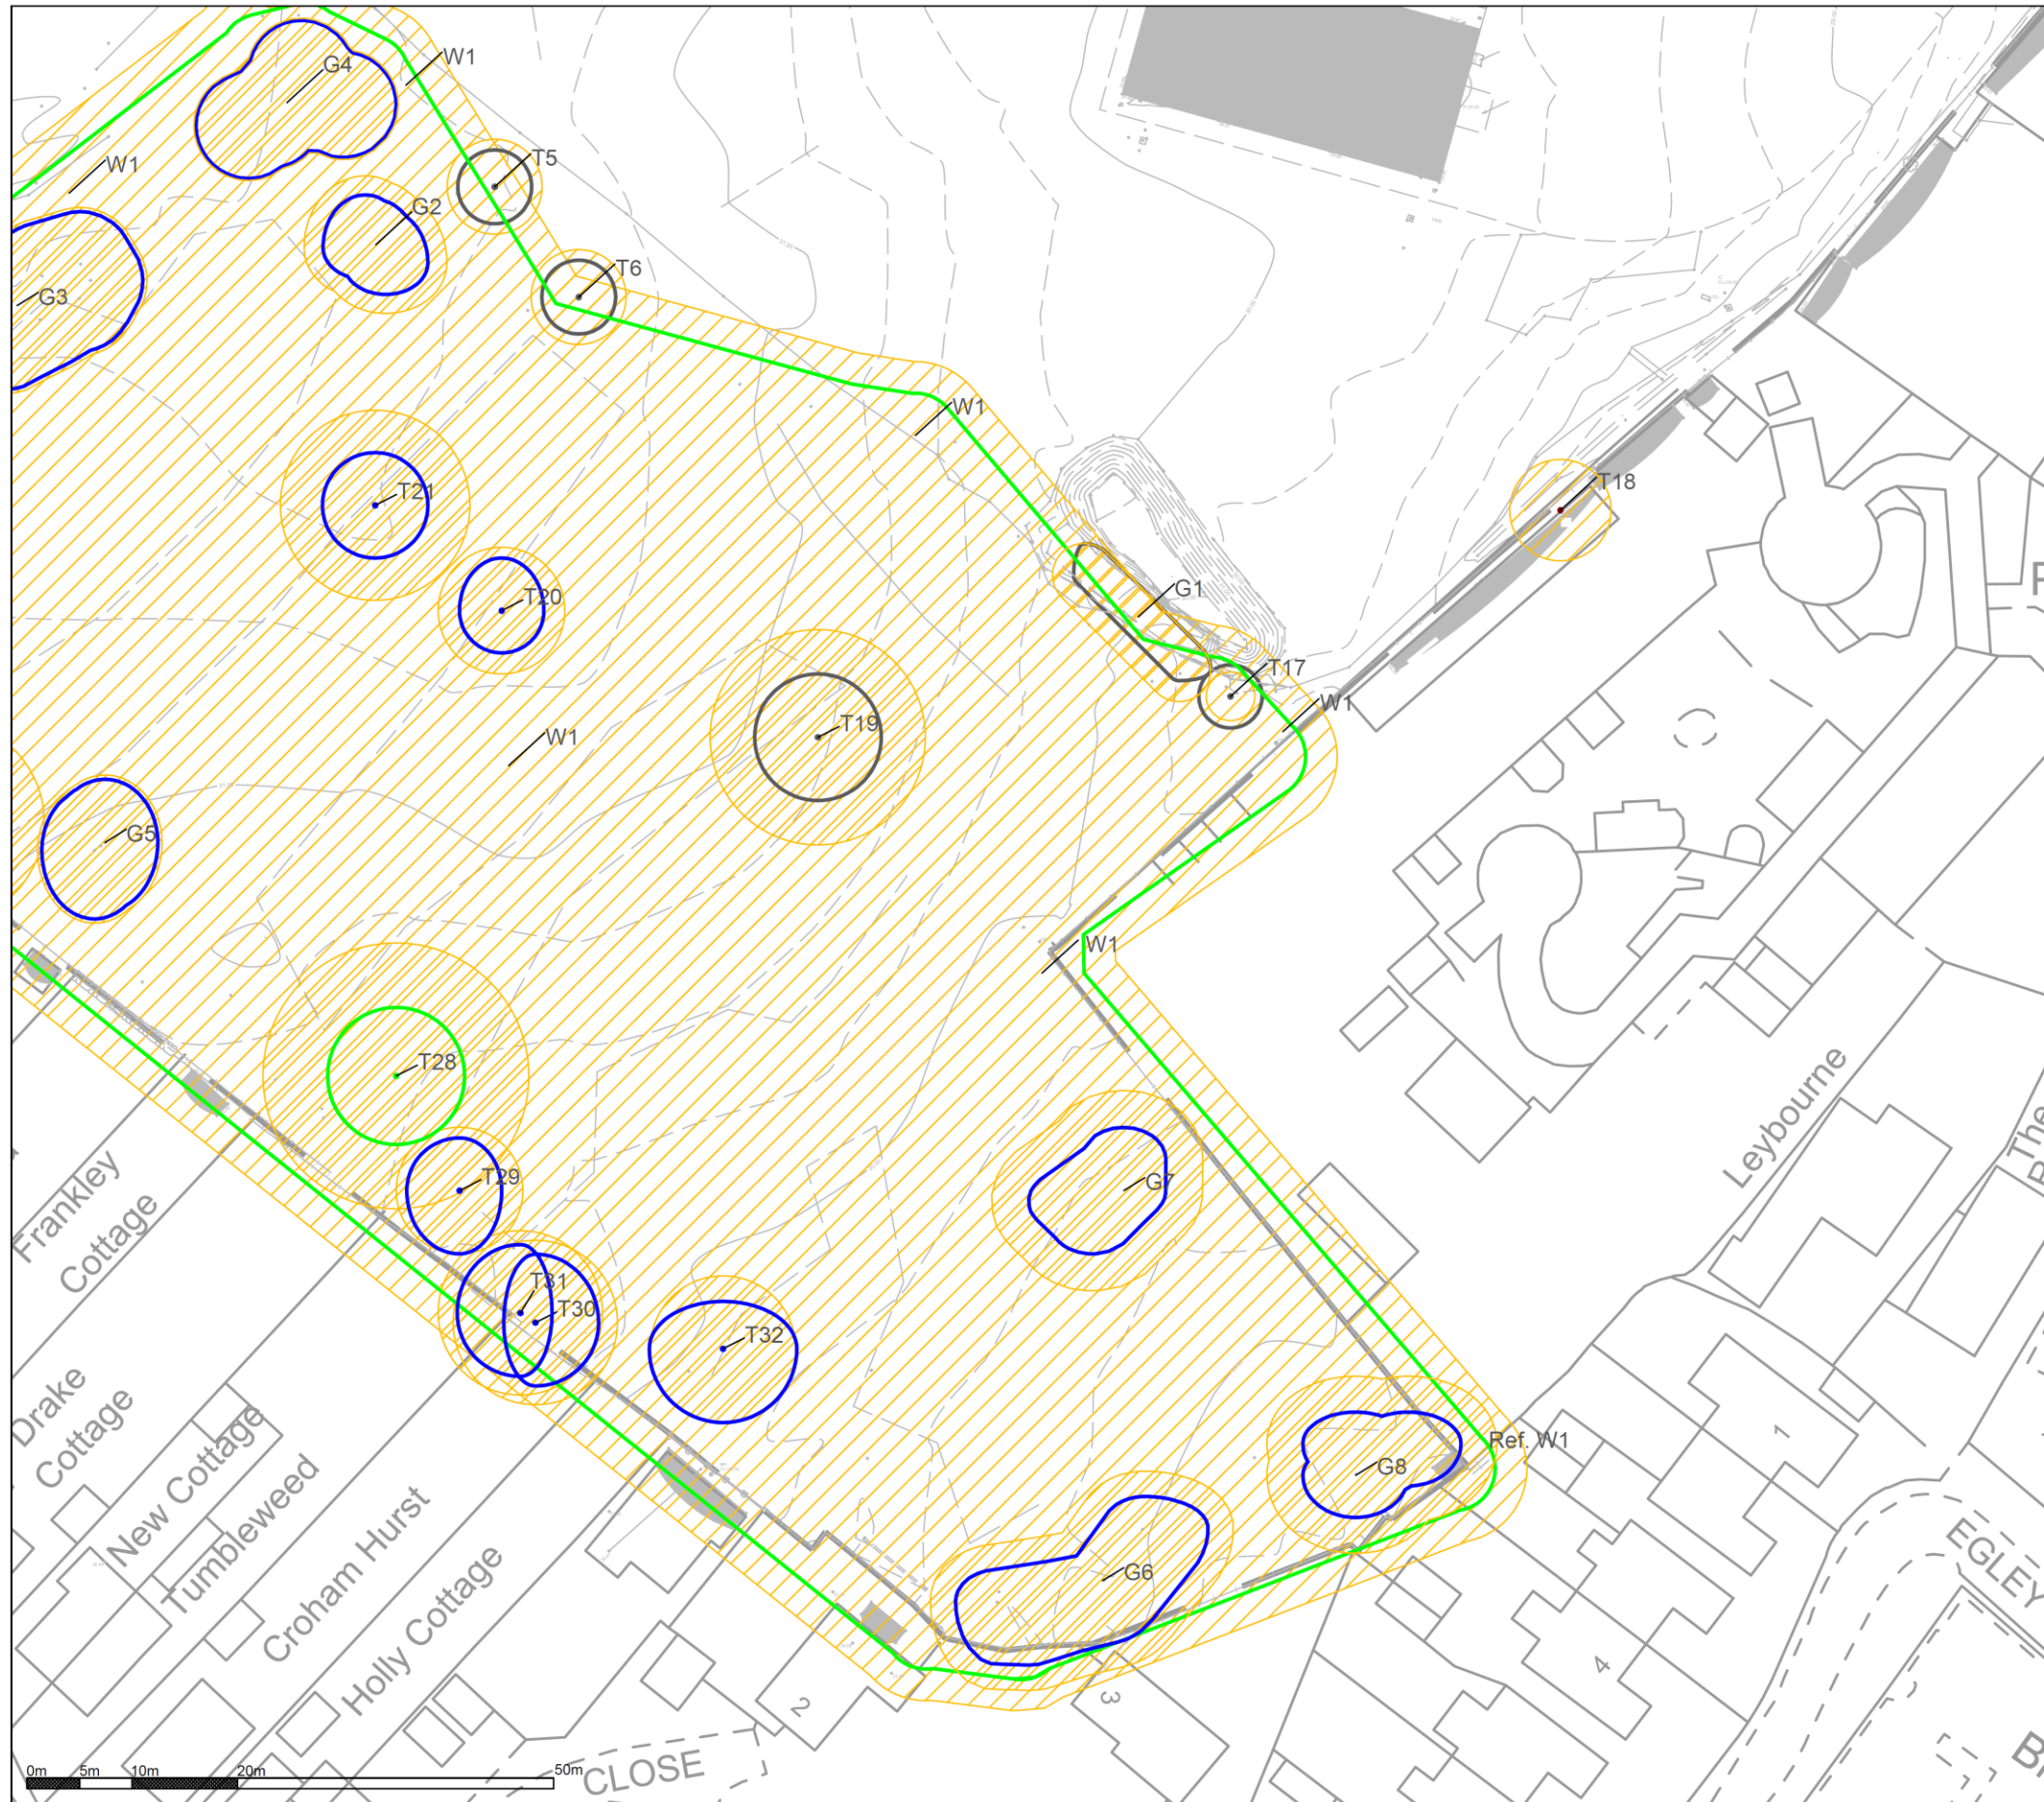 G4
W1
W1
T5
G2
T6
G3
W1
T21
T18
T20
G1
T17
W1
T19
W1
G5
W1
T28
Leybourne
The
T29
G7
Frankley
Cottage
T31
T30
T32
Drake
Cottage
New Cottage
Tumbleweed
Croham Hurst
Holly Cottage
Ref. W1
G8
1
G6
EGLEY
4
2
3
CLOSE
0m
5m
10m
20m
50m